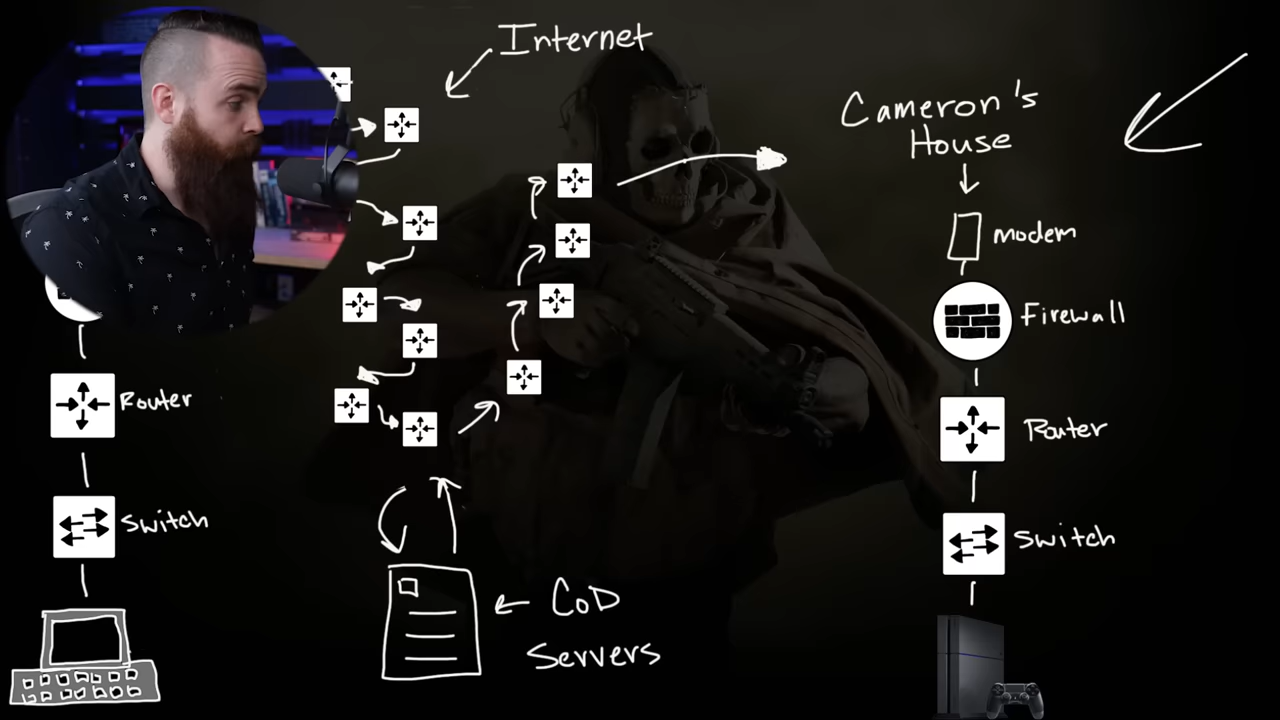 Internet
Cameron's
House
modem
Firewall
Router
Router
Switch
Switch
CoD
Servers